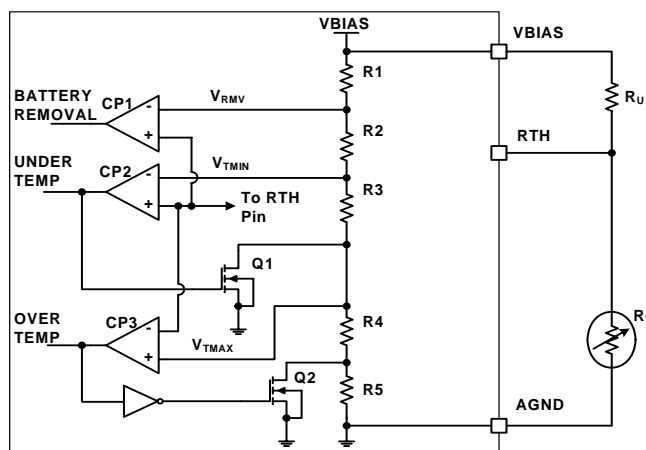 VBIAS
VBIAS
R1
BATTERY REMOVAL
CP1
-
+
VRMV
RU
R2
RTH
UNDER TEMP
CP2
-
+
VTMIN
To RTH Pin
R3
Q1
OVER TEMP
CP3
-
+
VTMAX
R4
Q2
R5
AGND